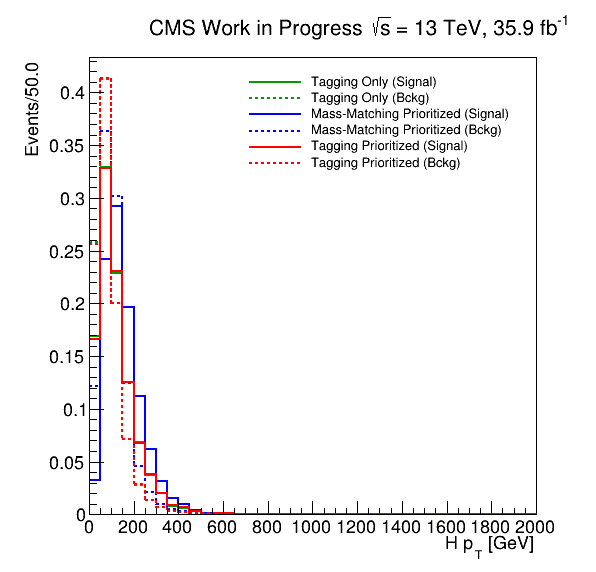 CMS Work in Progress √s = 13 TeV, 35.9 fb⁻¹
Events/50.0
Tagging Only (Signal)
Tagging Only (Bckg)
Mass-Matching Prioritized (Signal)
Mass-Matching Prioritized (Bckg)
Tagging Prioritized (Signal)
Tagging Prioritized (Bckg)
0.4
0.35
0.3
0.25
0.2
0.15
0.1
0.05
0
0 200 400 600 800 1000 1200 1400 1600 1800 2000
H p_T [GeV]